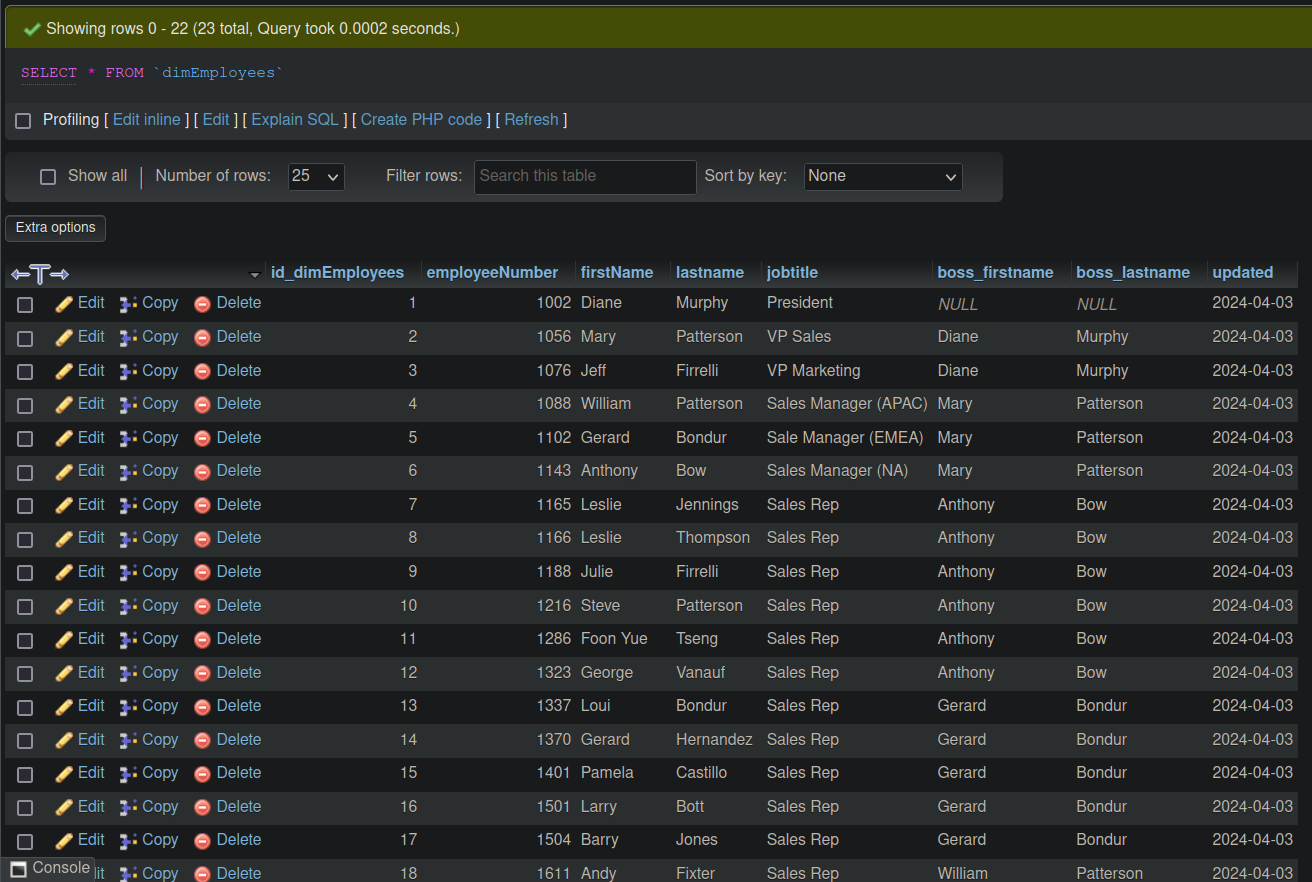 Showing rows 0 - 22 (23 total, Query took 0.0002 seconds.)
SELECT * FROM `dimEmployees`
Profiling [ Edit inline ] [ Edit ] [ Explain SQL ] [ Create PHP code ] [ Refresh ]
Show all Number of rows: 25 Filter rows: Search this table Sort by key: None
Extra options
id_dimEmployees employeeNumber firstName lastname jobtitle boss_firstname boss_lastname updated
Edit Copy Delete 1 1002 Diane Murphy President NULL NULL 2024-04-03
Edit Copy Delete 2 1056 Mary Patterson VP Sales Diane Murphy 2024-04-03
Edit Copy Delete 3 1076 Jeff Firrelli VP Marketing Diane Murphy 2024-04-03
Edit Copy Delete 4 1088 William Patterson Sales Manager (APAC) Mary Patterson 2024-04-03
Edit Copy Delete 5 1102 Gerard Bondur Sale Manager (EMEA) Mary Patterson 2024-04-03
Edit Copy Delete 6 1143 Anthony Bow Sales Manager (NA) Mary Patterson 2024-04-03
Edit Copy Delete 7 1165 Leslie Jennings Sales Rep Anthony Bow 2024-04-03
Edit Copy Delete 8 1166 Leslie Thompson Sales Rep Anthony Bow 2024-04-03
Edit Copy Delete 9 1188 Julie Firrelli Sales Rep Anthony Bow 2024-04-03
Edit Copy Delete 10 1216 Steve Patterson Sales Rep Anthony Bow 2024-04-03
Edit Copy Delete 11 1286 Foon Yue Tseng Sales Rep Anthony Bow 2024-04-03
Edit Copy Delete 12 1323 George Vanauf Sales Rep Anthony Bow 2024-04-03
Edit Copy Delete 13 1337 Loui Bondur Sales Rep Gerard Bondur 2024-04-03
Edit Copy Delete 14 1370 Gerard Hernandez Sales Rep Gerard Bondur 2024-04-03
Edit Copy Delete 15 1401 Pamela Castillo Sales Rep Gerard Bondur 2024-04-03
Edit Copy Delete 16 1501 Larry Bott Sales Rep Gerard Bondur 2024-04-03
Edit Copy Delete 17 1504 Barry Jones Sales Rep Gerard Bondur 2024-04-03
Console
Copy Delete 18 1611 Andy Fixter Sales Rep William Patterson 2024-04-03